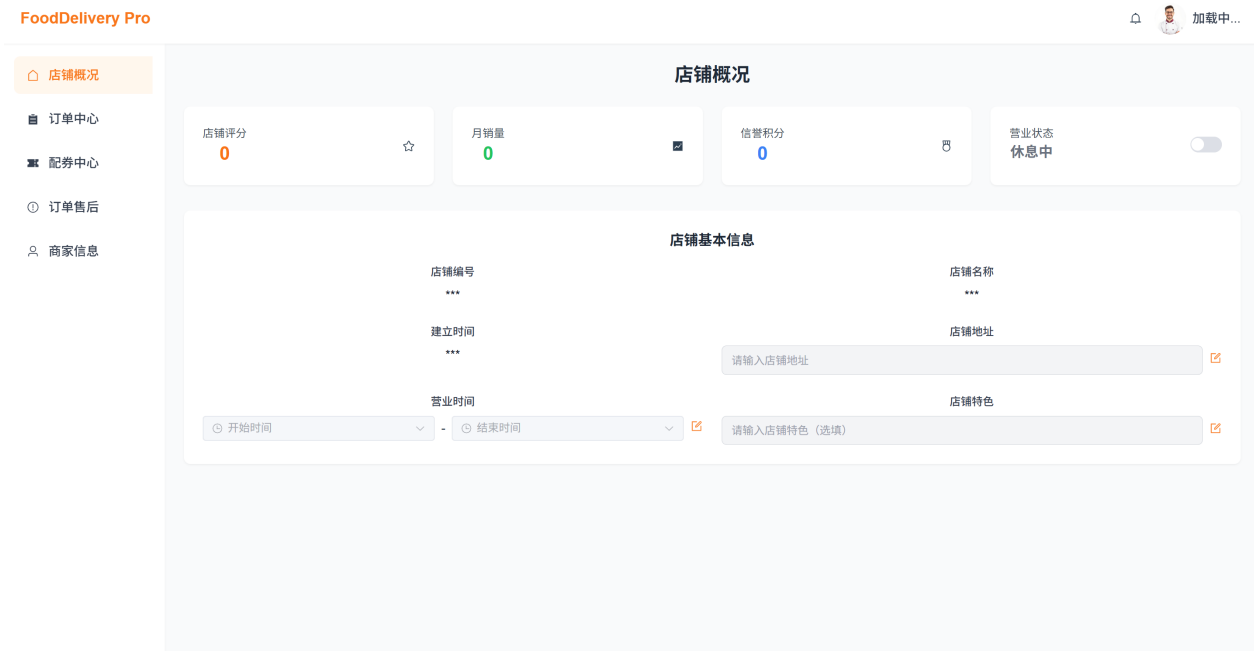 FoodDelivery Pro
加载中...
店铺概况
订单中心
配券中心
订单售后
商家信息
店铺概况
店铺评分
0
月销量
0
信誉积分
0
营业状态
休息中
店铺基本信息
店铺编号
***
店铺名称
***
建立时间
***
店铺地址
请输入店铺地址
营业时间
开始时间 - 结束时间
店铺特色
请输入店铺特色（选填）